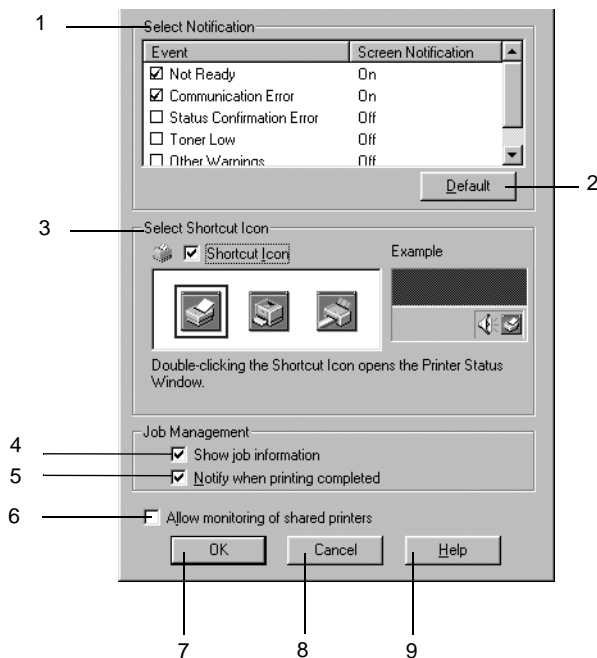 1
Select Notification
Event Screen Notification
Not Ready On
Communication Error On
Status Confirmation Error Off
Toner Low Off
Other Warnings Off
Default
2
3
Select Shortcut Icon
Shortcut Icon
Example
Double-clicking the Shortcut Icon opens the Printer Status
Window.
Job Management
4
Show job information
5
Notify when printing completed
6
Allow monitoring of shared printers
OK Cancel Help
7 8 9